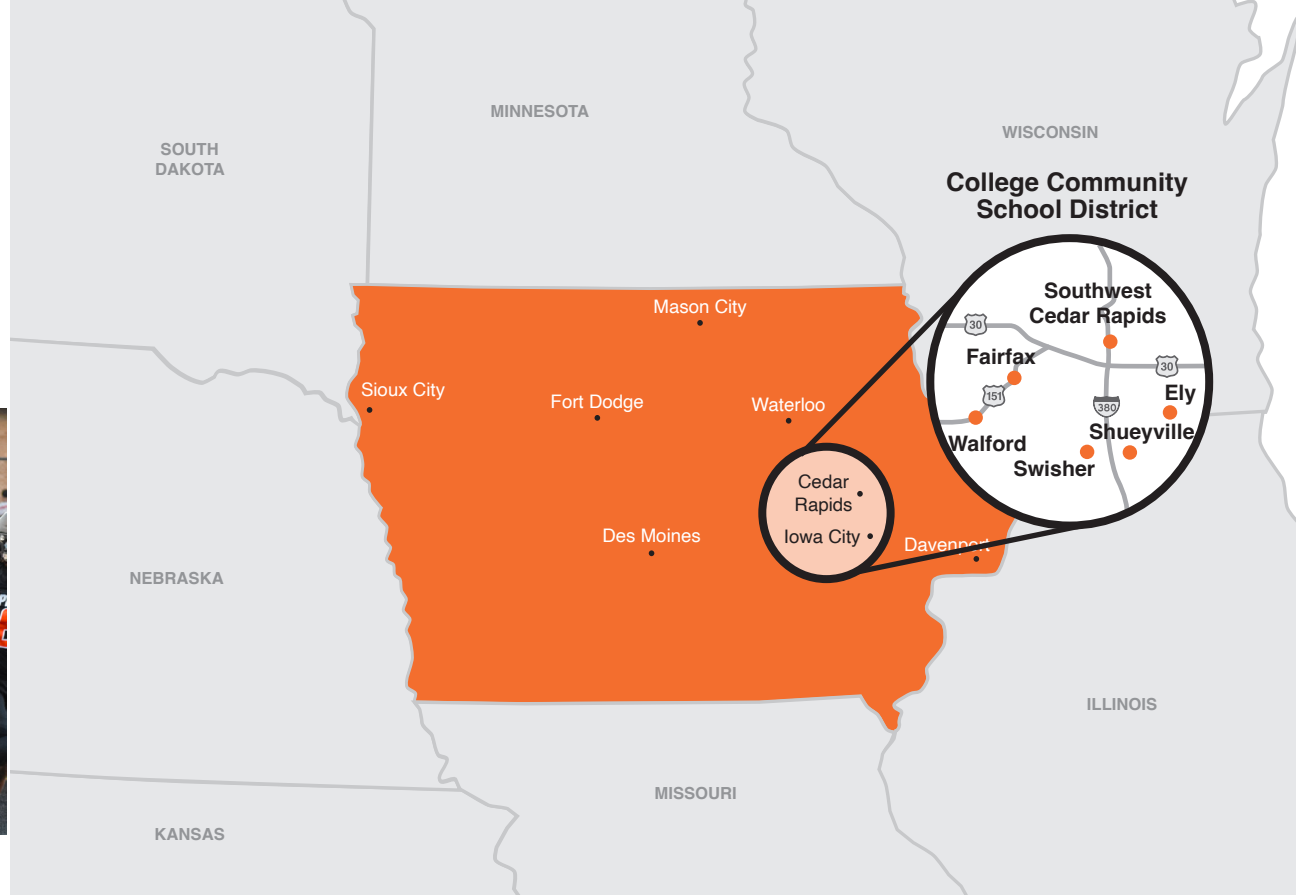 MINNESOTA
WISCONSIN
SOUTH
DAKOTA
College Community
School District
Southwest
Cedar Rapids
30
Fairfax
30
151
Ely
380
Shueyville
Walford
Swisher
Mason City
Sioux City
Fort Dodge
Waterloo
Cedar
Rapids
Iowa City
Des Moines
Davenport
NEBRASKA
ILLINOIS
MISSOURI
KANSAS